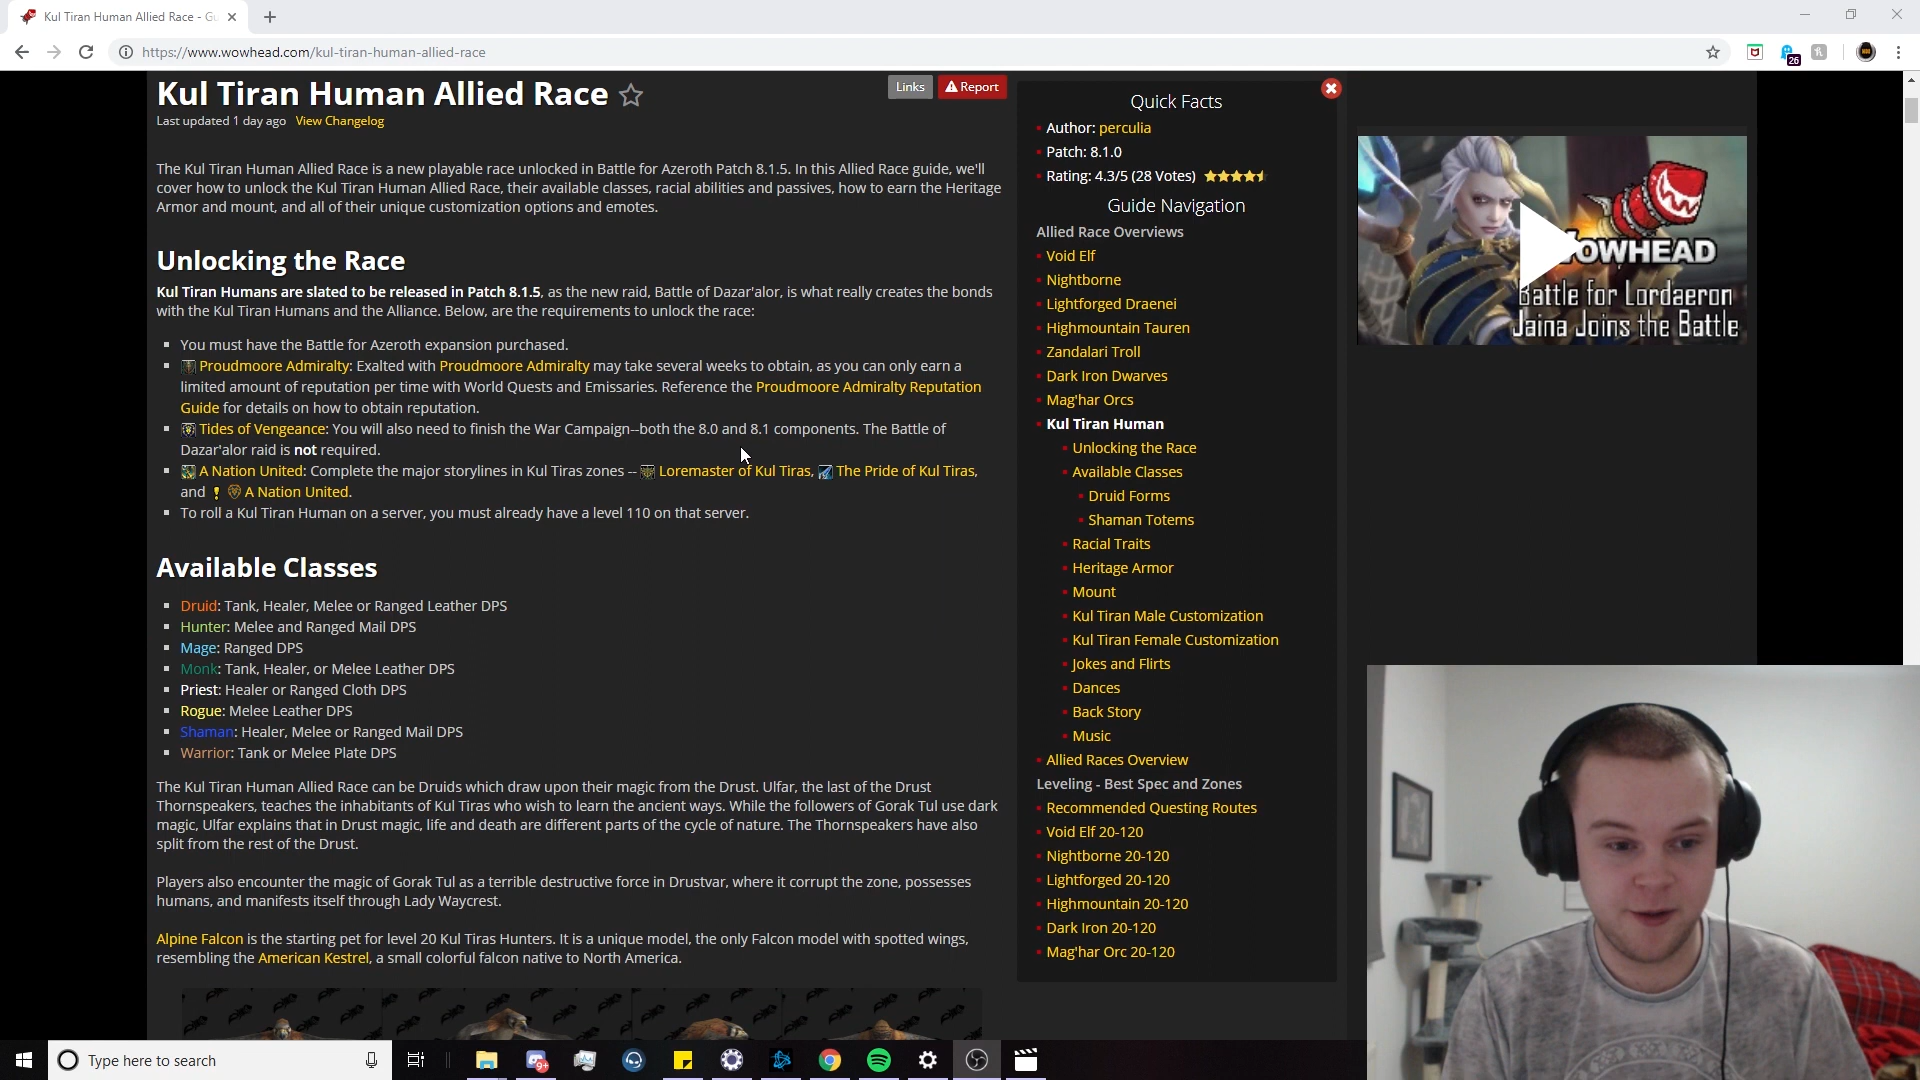 Kul Tiran Human Allied Race - Gu
https://www.wowhead.com/kul-tiran-human-allied-race
26
Kul Tiran Human Allied Race
Links
Report
Last updated 1 day ago View Changelog
The Kul Tiran Human Allied Race is a new playable race unlocked in Battle for Azeroth Patch 8.1.5. In this Allied Race guide, we'll
cover how to unlock the Kul Tiran Human Allied Race, their available classes, racial abilities and passives, how to earn the Heritage
Armor and mount, and all of their unique customization options and emotes.
Unlocking the Race
Kul Tiran Humans are slated to be released in Patch 8.1.5, as the new raid, Battle of Dazar'alor, is what really creates the bonds
with the Kul Tiran Humans and the Alliance. Below, are the requirements to unlock the race:
You must have the Battle for Azeroth expansion purchased.
Proudmoore Admiralty: Exalted with Proudmoore Admiralty may take several weeks to obtain, as you can only earn a
limited amount of reputation per time with World Quests and Emissaries. Reference the Proudmoore Admiralty Reputation
Guide for details on how to obtain reputation.
Tides of Vengeance: You will also need to finish the War Campaign--both the 8.0 and 8.1 components. The Battle of
Dazar'alor raid is not required.
A Nation United: Complete the major storylines in Kul Tiras zones -- Loremaster of Kul Tiras, The Pride of Kul Tiras,
and A Nation United.
To roll a Kul Tiran Human on a server, you must already have a level 110 on that server.
Available Classes
Druid: Tank, Healer, Melee or Ranged Leather DPS
Hunter: Melee and Ranged Mail DPS
Mage: Ranged DPS
Monk: Tank, Healer, or Melee Leather DPS
Priest: Healer or Ranged Cloth DPS
Rogue: Melee Leather DPS
Shaman: Healer, Melee or Ranged Mail DPS
Warrior: Tank or Melee Plate DPS
The Kul Tiran Human Allied Race can be Druids which draw upon their magic from the Drust. Ulfar, the last of the Drust
Thornspeakers, teaches the inhabitants of Kul Tiras who wish to learn the ancient ways. While the followers of Gorak Tul use dark
magic, Ulfar explains that in Drust magic, life and death are different parts of the cycle of nature. The Thornspeakers have also
split from the rest of the Drust.
Players also encounter the magic of Gorak Tul as a terrible destructive force in Drustvar, where it corrupt the zone, possesses
humans, and manifests itself through Lady Waycrest.
Alpine Falcon is the starting pet for level 20 Kul Tiras Hunters. It is a unique model, the only Falcon model with spotted wings,
resembling the American Kestrel, a small colorful falcon native to North America.
Quick Facts
Author: perculia
Patch: 8.1.0
Rating: 4.3/5 (28 Votes)
Guide Navigation
Allied Race Overviews
Void Elf
Nightborne
Lightforged Draenei
Highmountain Tauren
Zandalari Troll
Dark Iron Dwarves
Mag'har Orcs
Kul Tiran Human
Unlocking the Race
Available Classes
Druid Forms
Shaman Totems
Racial Traits
Heritage Armor
Mount
Kul Tiran Male Customization
Kul Tiran Female Customization
Jokes and Flirts
Dances
Back Story
Music
Allied Races Overview
Leveling - Best Spec and Zones
Recommended Questing Routes
Void Elf 20-120
Nightborne 20-120
Lightforged 20-120
Highmountain 20-120
Dark Iron 20-120
Mag'har Orc 20-120
WOWHEAD
Battle for Lordaeron
Jaina Joins the Battle
Type here to search
9+